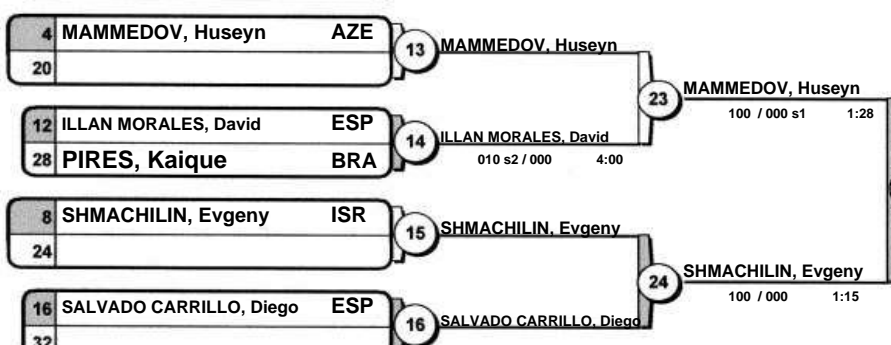 4 MAMMEDOV, Huseyn AZE
20
13 MAMMEDOV, Huseyn
23 MAMMEDOV, Huseyn
100 / 000 s1 1:28
12 ILLAN MORALES, David ESP
28 PIRES, Kaique BRA
14 ILLAN MORALES, David
010 s2 / 000 4:00
8 SHMACHILIN, Evgeny ISR
24
15 SHMACHILIN, Evgeny
24 SHMACHILIN, Evgeny
100 / 000 1:15
16 SALVADO CARRILLO, Diego ESP
32
16 SALVADO CARRILLO, Diego